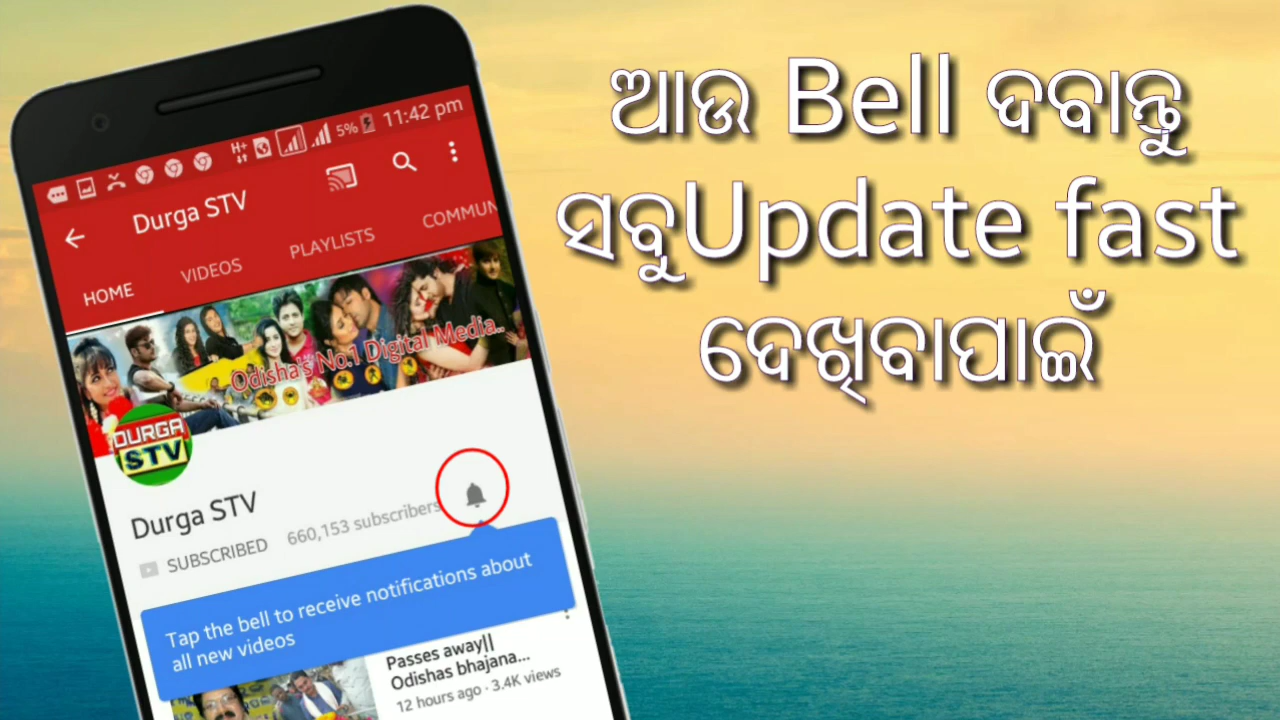 ଆଉ Bell ଦବାନ୍ତୁ
ସବୁUpdate fast
ଦେଖିବାପାଇଁ
H+
5%
11:42 pm
Durga STV
HOME
VIDEOS
PLAYLISTS
COMMUN
Odisha's No.1 Digital Media..
DURGA
STV
Durga STV
SUBSCRIBED
660,153 subscribers
Tap the bell to receive notifications about
all new videos
Passes away||
Odishas bhajana...
12 hours ago · 3.4K views